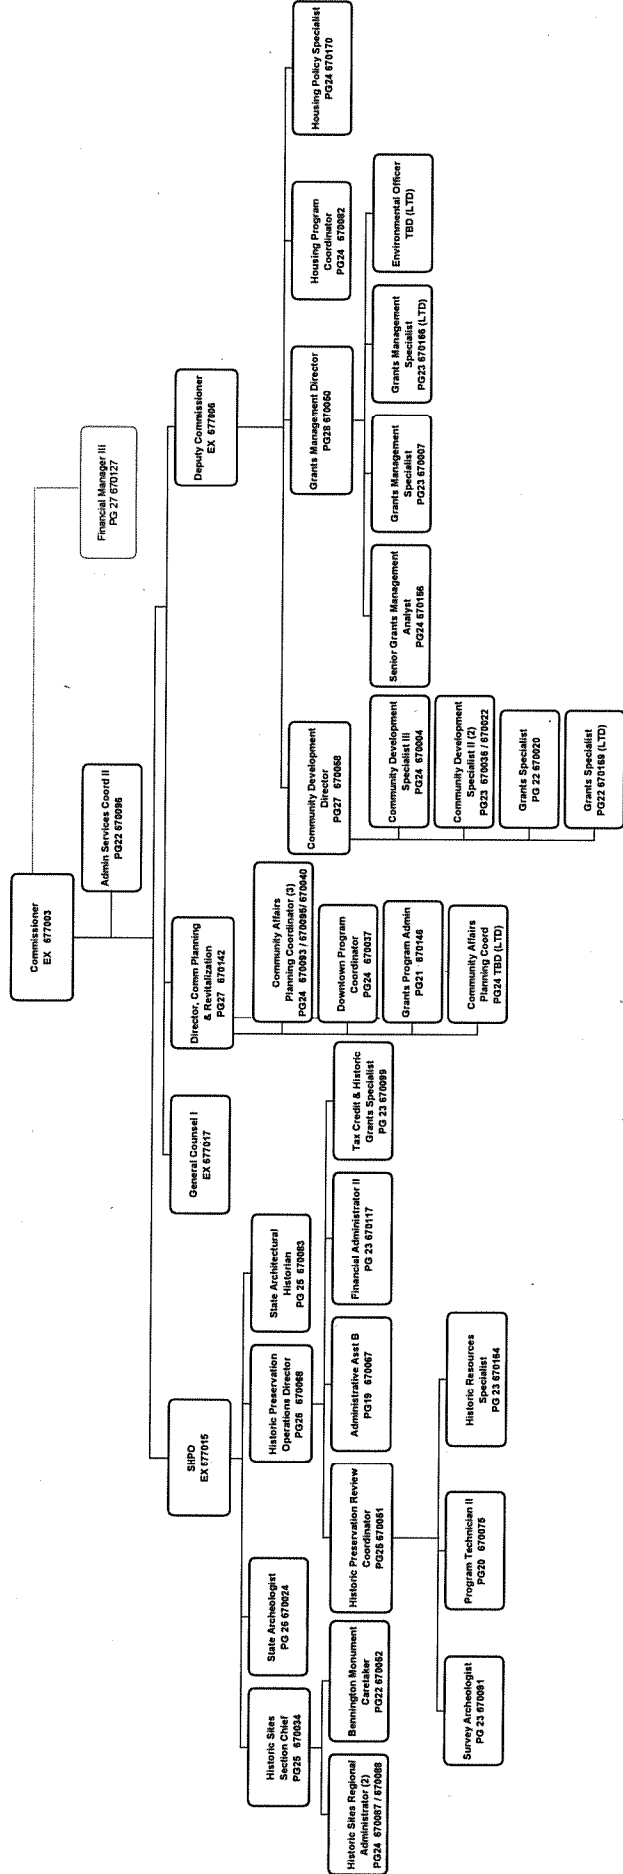 Commissioner
EX 677003
Admin Services Coord II
PG22 670096
Financial Manager III
PG 27 670127
SHPO
EX 677015
General Counsel I
EX 677017
Director, Comm Planning
& Revitalization
PG27 670142
Deputy Commissioner
EX 677006
Historic Sites
Section Chief
PG25 670034
State Archeologist
PG 26 670024
Historic Preservation
Operations Director
PG26 670068
State Architectural
Historian
PG 25 670083
Community Affairs
Planning Coordinator (3)
PG24 670093 / 670095/ 670040
Downtown Program
Coordinator
PG24 670037
Grants Program Admin
PG21 670146
Community Affairs
Planning Coord
PG24 TBD (LTD)
Community Development
Director
PG27 670058
Grants Management Director
PG28 670050
Housing Program
Coordinator
PG24 670082
Housing Policy Specialist
PG24 670170
Historic Sites Regional
Administrator (2)
PG24 670087 / 670088
Bennington Monument
Caretaker
PG22 670052
Historic Preservation Review
Coordinator
PG25 670051
Administrative Asst B
PG19 670067
Financial Administrator II
PG 23 670117
Tax Credit & Historic
Grants Specialist
PG 23 670099
Community Development
Specialist III
PG24 670004
Community Development
Specialist II (2)
PG23 670036 / 670022
Grants Specialist
PG 22 670020
Grants Specialist
PG22 670169 (LTD)
Senior Grants Management
Analyst
PG24 670156
Grants Management
Specialist
PG23 670007
Grants Management
Specialist
PG23 670166 (LTD)
Environmental Officer
TBD (LTD)
Survey Archeologist
PG 23 670091
Program Technician II
PG20 670075
Historic Resources
Specialist
PG 23 670164